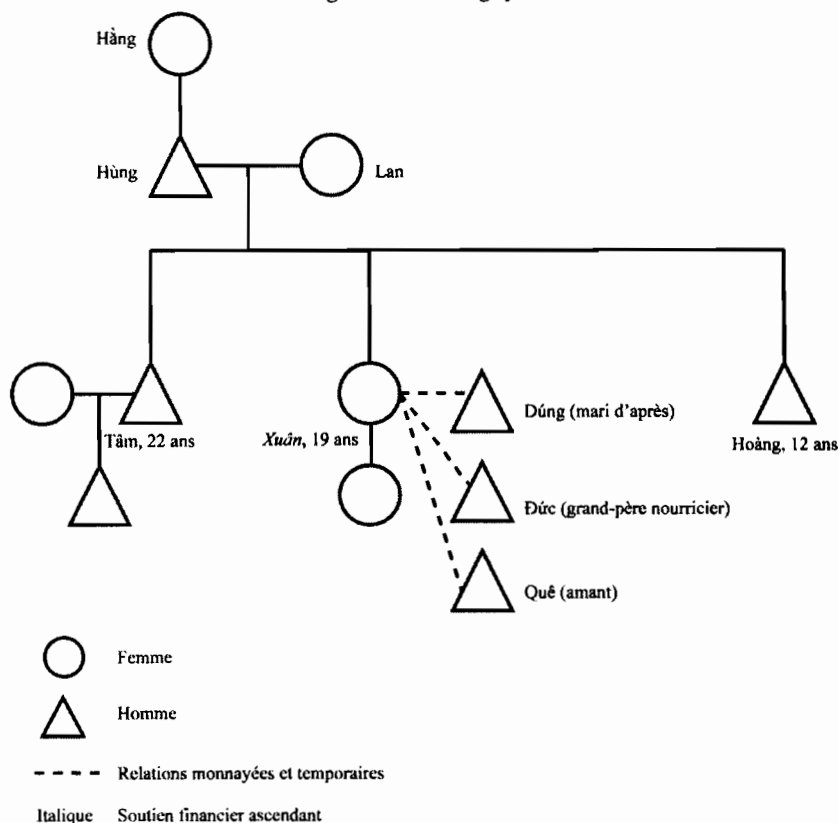 Hằng
Hùng
Lan
Tâm, 22 ans
Xuân, 19 ans
Dúng (mari d'après)
Hoàng, 12 ans
Đức (grand-père nourricier)
Quê (amant)
Femme
Homme
Relations monnayées et temporaires
Italique Soutien financier ascendant